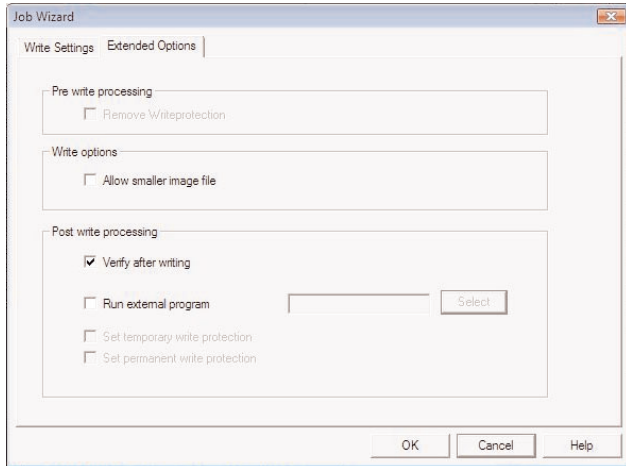 Job Wizard
Write Settings Extended Options
Pre write processing
Remove Writeprotection
Write options
Allow smaller image file
Post write processing
Verify after writing
Run external program Select
Set temporary write protection
Set permanent write protection
OK Cancel Help